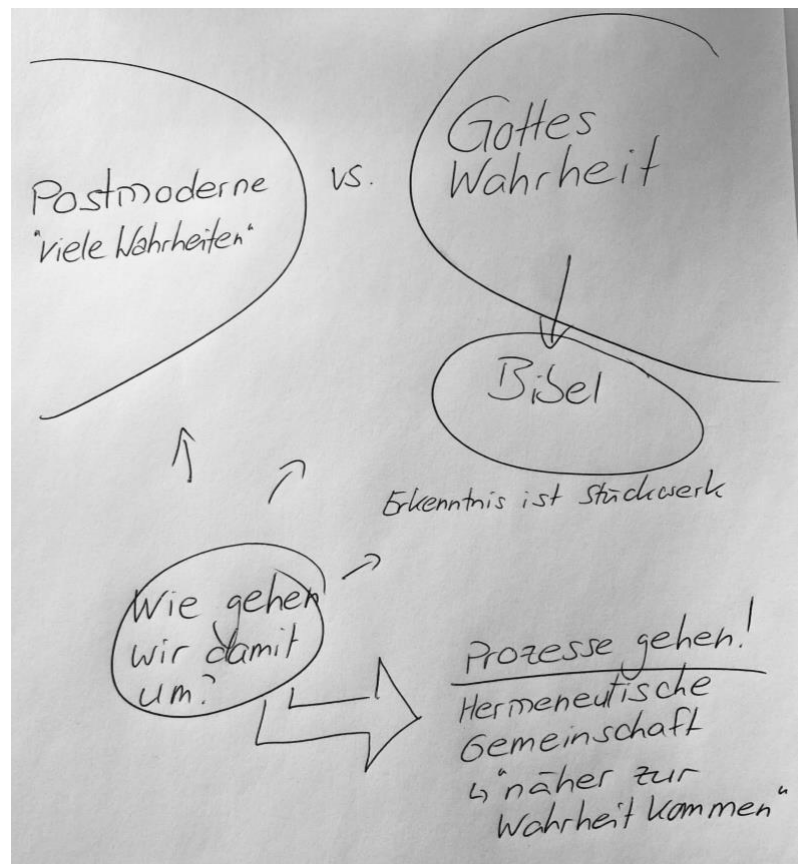 Postmoderne
"viele Wahrheiten"
vs.
Gottes
Wahrheit
Bibel
Erkenntnis ist Stückwerk
Wie gehen
wir damit
um?
Prozesse gehen!
Hermeneutische
Gemeinschaft
↳ "näher zur
Wahrheit kommen"